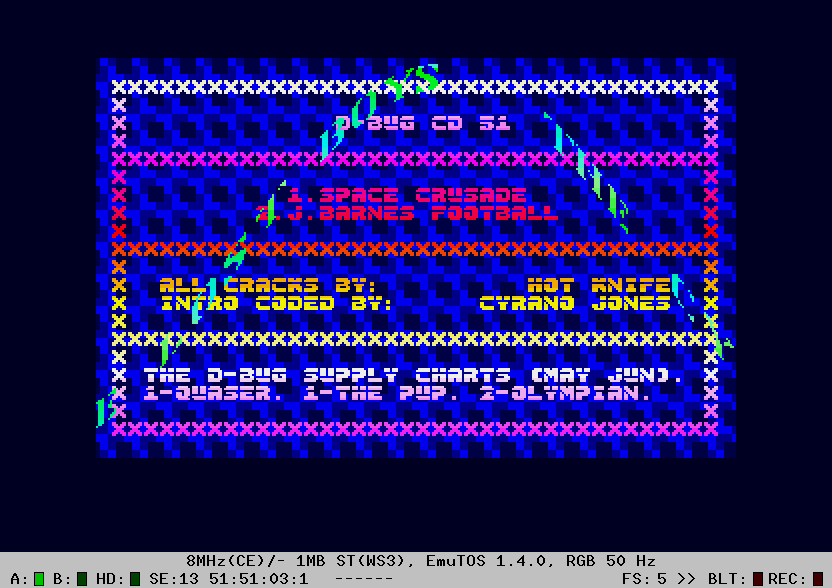 D-BUG CD 51
1.SPACE CRUSADE
2.J.BARNES FOOTBALL
ALL CRACKS BY: HOT KNIFE
INTRO CODED BY: CYRANO JONES
THE D-BUG SUPPLY CHARTS (MAY JUN).
1-QUASER. 1-THE PUP. 2-OLYMPIAN.
8MHz(CE)/- 1MB ST(WS3), EmuTOS 1.4.0, RGB 50 Hz
A: B: HD: SE:13 51:51:03:1 ------ FS: 5 >> BLT: REC: